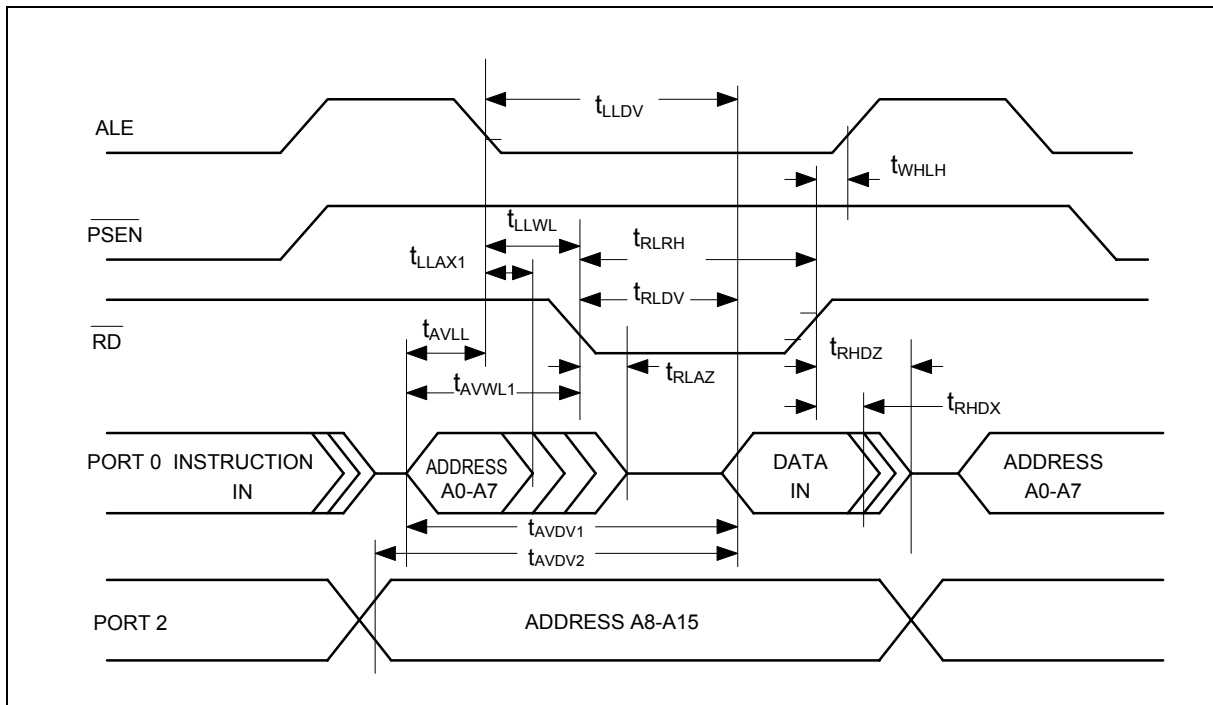 ALE
tLLDV
tWHLH
PSEN
tLLWL
tLLAX1
tRLRH
tRLDV
RD
tAVLL
tAVWL1
tRLAZ
tRHDZ
tRHDX
PORT 0 INSTRUCTION
IN
ADDRESS
A0-A7
DATA
IN
ADDRESS
A0-A7
tAVDV1
tAVDV2
PORT 2
ADDRESS A8-A15